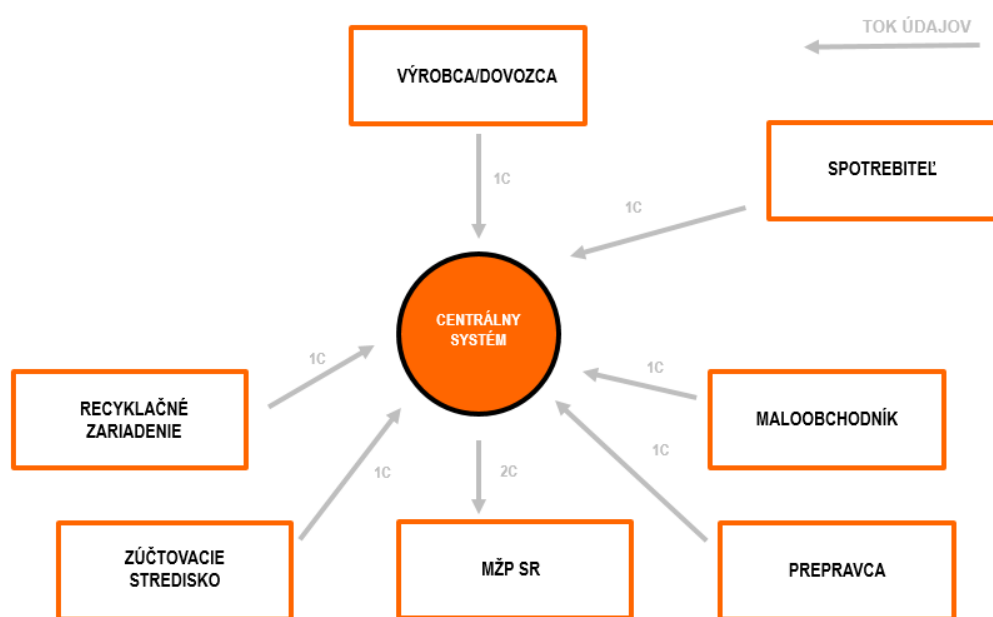 TOK ÚDAJOV
VÝROBCA/DOVOZCA
SPOTREBITEĽ
1C
1C
CENTRÁLNY
SYSTÉM
1C
1C
RECYKLAČNÉ
ZARIADENIE
MALOOBCHODNÍK
1C
2C
1C
ZÚČTOVACIE
STREDISKO
MŽP SR
PREPRAVCA